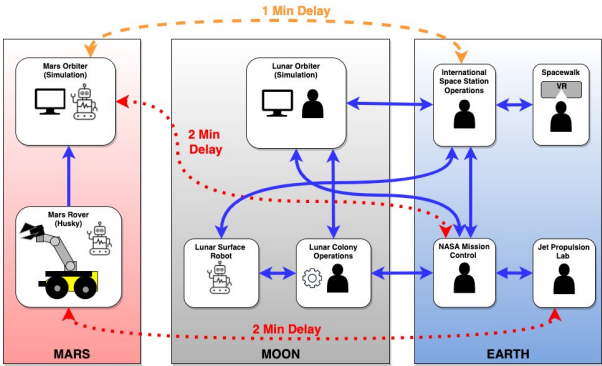 1 Min Delay
Mars Orbiter
(Simulation)
Lunar Orbiter
(Simulation)
International
Space Station
Operations
Spacewalk
VR
2 Min
Delay
Mars Rover
(Husky)
Lunar Surface
Robot
Lunar Colony
Operations
NASA Mission
Control
Jet Propulsion
Lab
2 Min Delay
MARS
MOON
EARTH